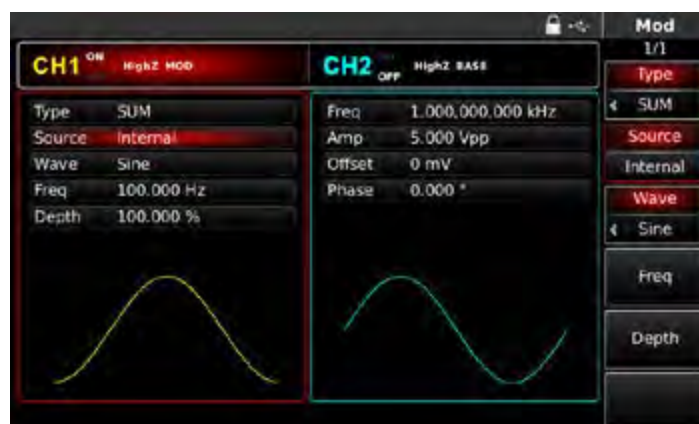 Mod
1/1
CH1 ON HighZ MOD
CH2 OFF HighZ BASE
Type SUM
Source Internal
Wave Sine
Freq 100.000 Hz
Depth 100.000 %
Freq 1.000,000,000 kHz
Amp 5.000 Vpp
Offset 0 mV
Phase 0.000 °
Type
SUM
Source
Internal
Wave
Sine
Freq
Depth